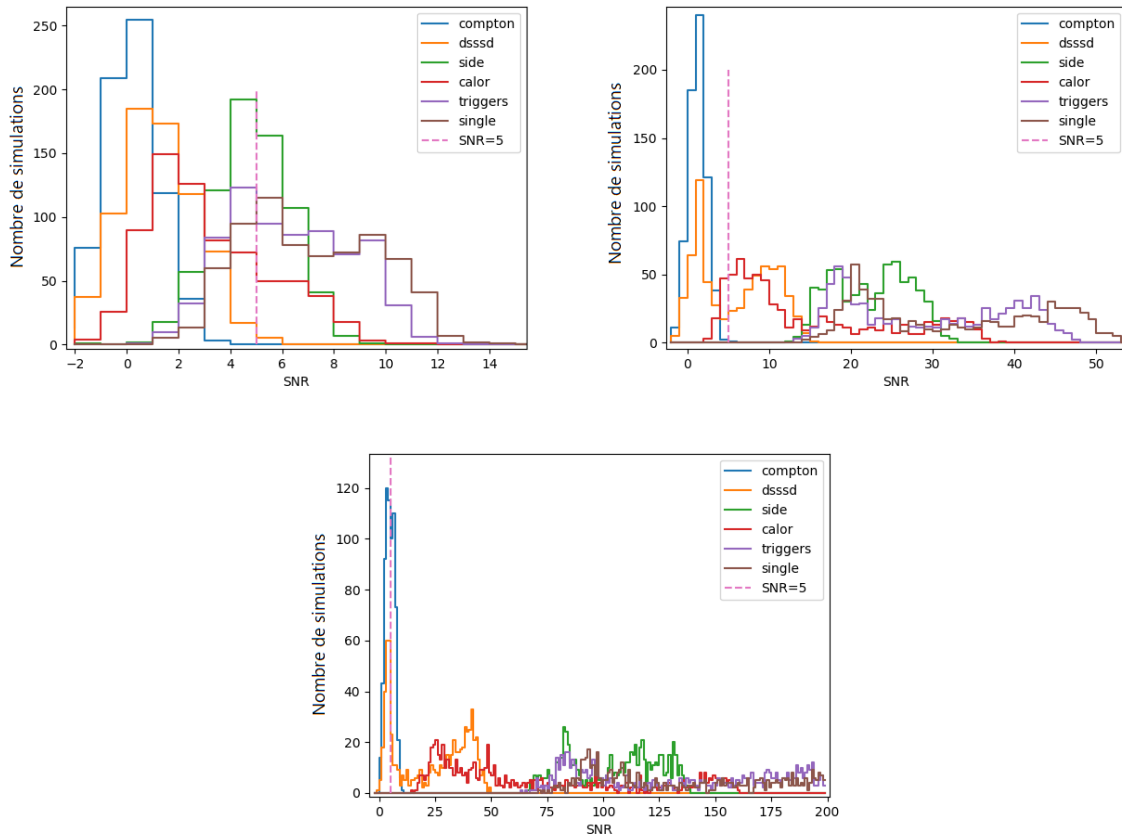 Nombre de simulations
250
200
150
100
50
0
−2 0 2 4 6 8 10 12 14
SNR
compton
dsssd
side
calor
triggers
single
SNR=5
Nombre de simulations
200
150
100
50
0
0 10 20 30 40 50
SNR
compton
dsssd
side
calor
triggers
single
SNR=5
Nombre de simulations
120
100
80
60
40
20
0
0 25 50 75 100 125 150 175 200
SNR
compton
dsssd
side
calor
triggers
single
SNR=5